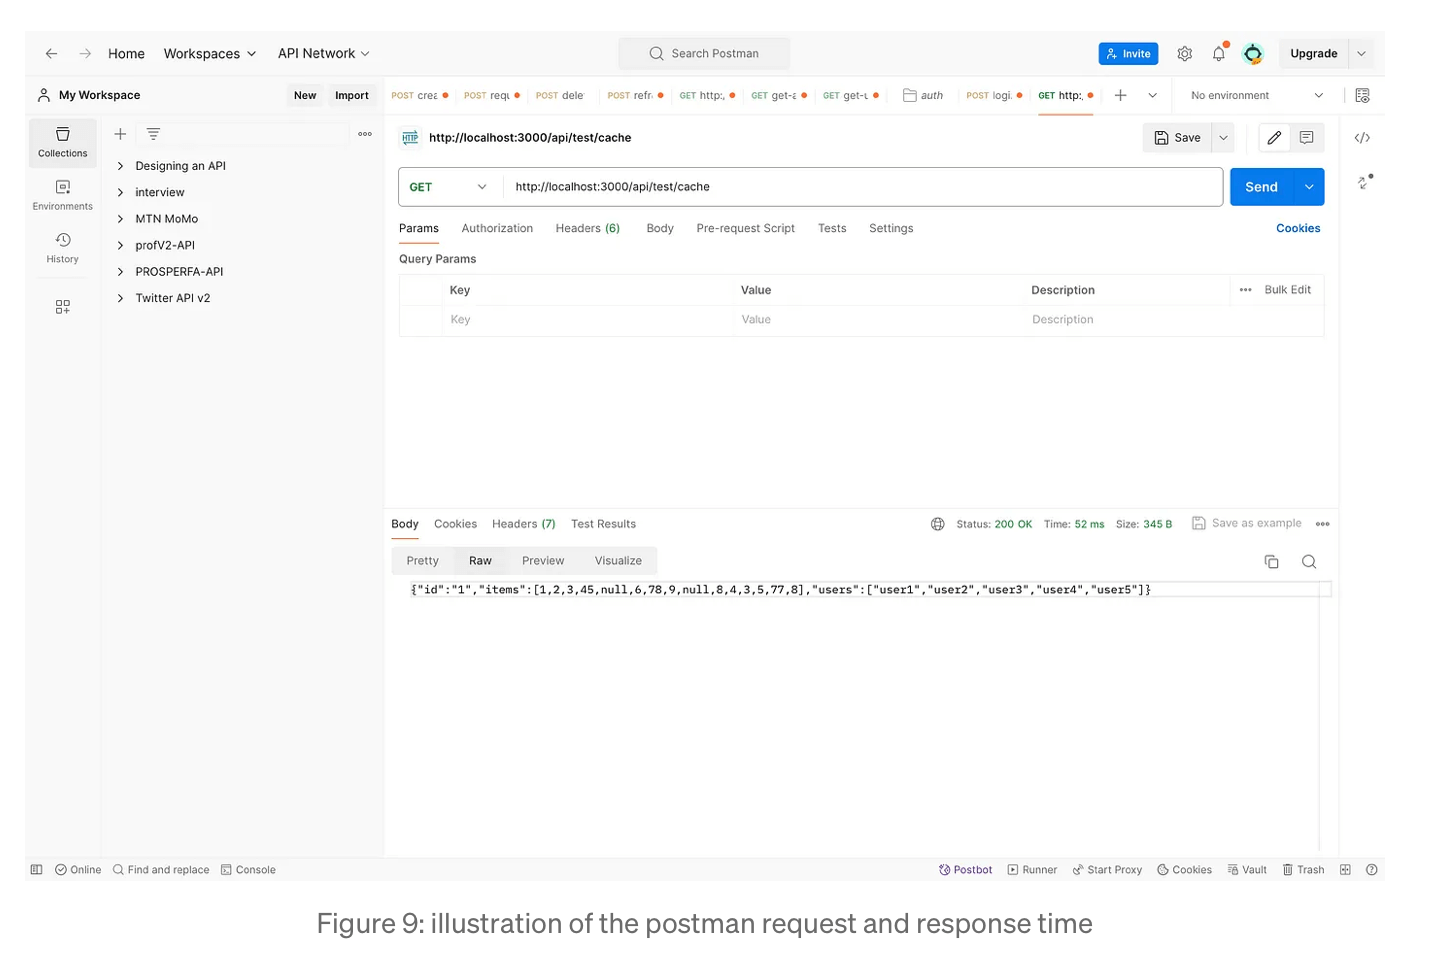 Home Workspaces API Network Search Postman Invite Upgrade
My Workspace New Import POST crea POST requ POST dele POST refr GET http:/ GET get-a GET get-u auth POST logi GET http: No environment
Collections
Environments
History
Designing an API
interview
MTN MoMo
profV2-API
PROSPERFA-API
Twitter API v2
HTTP http://localhost:3000/api/test/cache Save
GET http://localhost:3000/api/test/cache Send
Params Authorization Headers (6) Body Pre-request Script Tests Settings Cookies
Query Params
Key Value Description Bulk Edit
Key Value Description
Body Cookies Headers (7) Test Results Status: 200 OK Time: 52 ms Size: 345 B Save as example
Pretty Raw Preview Visualize
{"id":"1","items":[1,2,3,45,null,6,78,9,null,8,4,3,5,77,8],"users":["user1","user2","user3","user4","user5"]}
Online Find and replace Console Postbot Runner Start Proxy Cookies Vault Trash
Figure 9: illustration of the postman request and response time